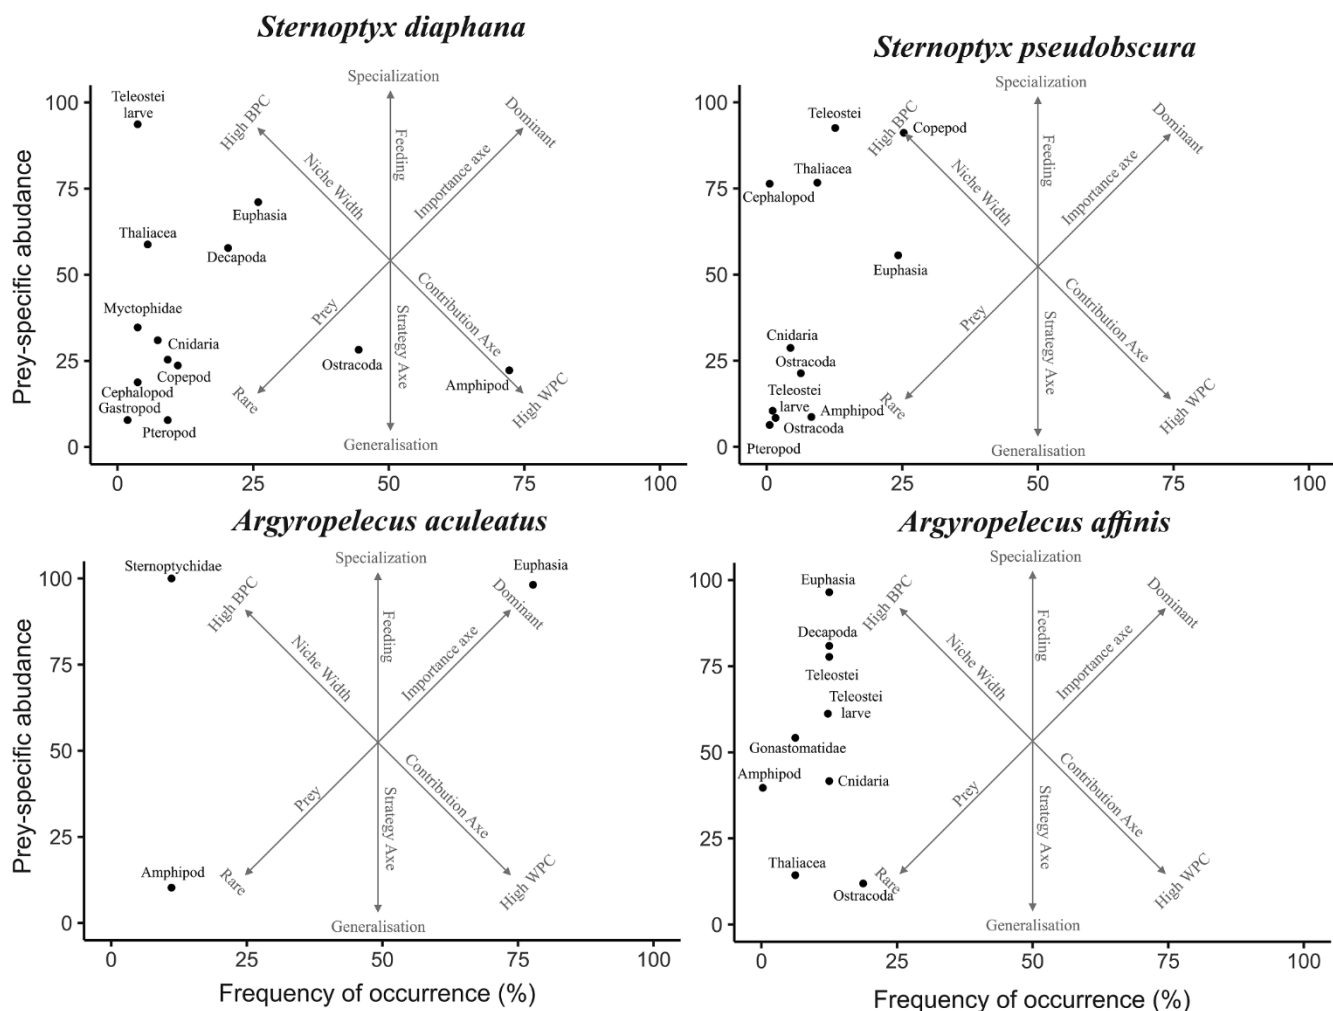 Sternoptyx diaphana
Specialization
Teleostei
larve
High BPC
Dominant
Feeding
Niche Width
Importance axe
Euphasia
Thaliacea
Decapoda
Myctophidae
Cnidaria
Copepod
Cephalopod
Gastropod
Pteropod
Prey
Rare
Contribution Axe
Strategy Axe
Ostracoda
Amphipod
High WPC
Generalisation
Prey-specific abudance
100
75
50
25
0
0
25
50
75
100
Sternoptyx pseudobscura
Specialization
Teleostei
High BPC
Copepod
Dominant
Feeding
Thaliacea
Cephalopod
Niche Width
Importance axe
Euphasia
Prey
Rare
Contribution Axe
Strategy Axe
Cnidaria
Ostracoda
Teleostei
larve
Amphipod
Ostracoda
Pteropod
High WPC
Generalisation
100
75
50
25
0
0
25
50
75
100
Argyropelecus aculeatus
Specialization
Sternoptychidae
Euphasia
High BPC
Dominant
Feeding
Niche Width
Importance axe
Prey
Rare
Contribution Axe
Strategy Axe
Amphipod
High WPC
Generalisation
Prey-specific abudance
100
75
50
25
0
0
25
50
75
100
Frequency of occurrence (%)
Argyropelecus affinis
Specialization
Euphasia
High BPC
Dominant
Feeding
Decapoda
Teleostei
Teleostei
larve
Niche Width
Importance axe
Gonastomatidae
Amphipod
Cnidaria
Prey
Rare
Contribution Axe
Strategy Axe
Thaliacea
Ostracoda
High WPC
Generalisation
100
75
50
25
0
0
25
50
75
100
Frequency of occurrence (%)